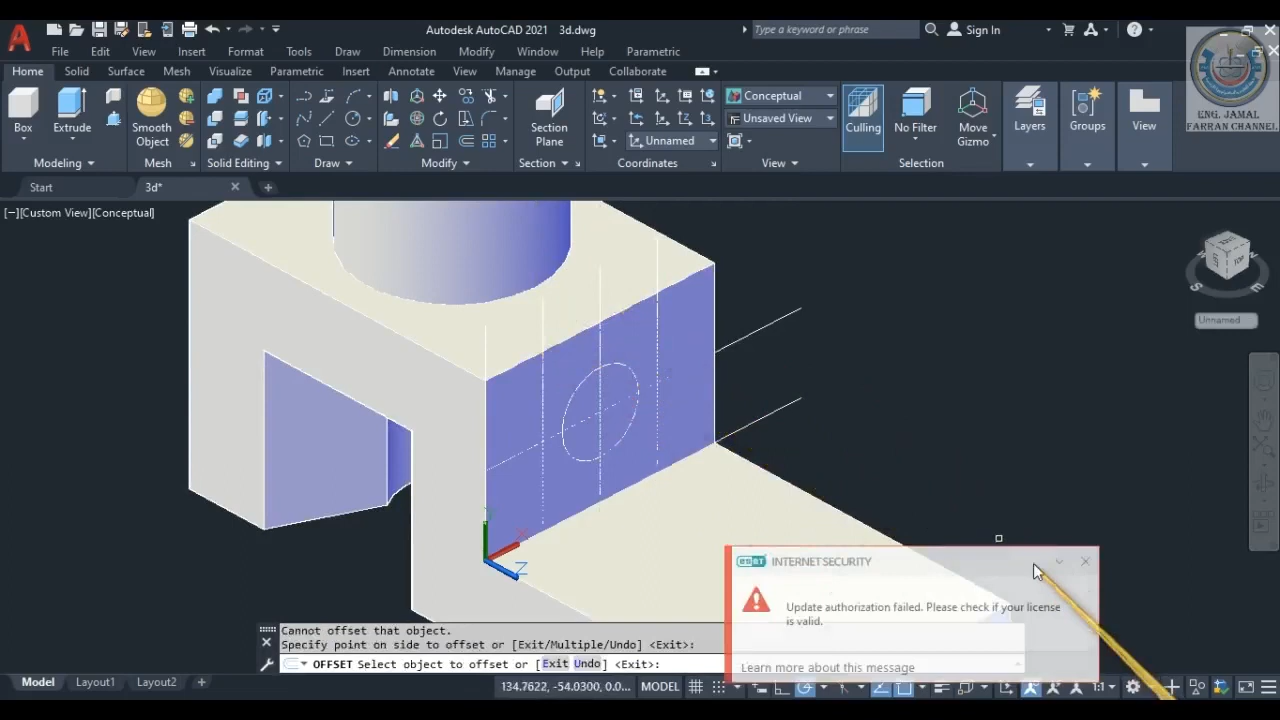 Autodesk AutoCAD 2021 3d.dwg
Type a keyword or phrase
Sign In
File Edit View Insert Format Tools Draw Dimension Modify Window Help Parametric
Home Solid Surface Mesh Visualize Parametric Insert Annotate View Manage Output Collaborate
ENG. JAMAL
FARRAN CHANNEL
Box
Extrude
Smooth
Object
Section
Plane
Conceptual
Unsaved View
Unnamed
Culling
No Filter
Move
Gizmo
Layers
Groups
View
Modeling Mesh Solid Editing Draw Modify Section Coordinates View Selection
Start 3d*
[−][Custom View][Conceptual]
TOP
S
E
Unnamed
X
Z
eset INTERNET SECURITY
Update authorization failed. Please check if your license
is valid.
Learn more about this message
Cannot offset that object.
Specify point on side to offset or [Exit/Multiple/Undo] <Exit>:
OFFSET Select object to offset or [Exit Undo] <Exit>:
Model Layout1 Layout2 +
134.7622, -54.0300, 0.0... MODEL
1:1